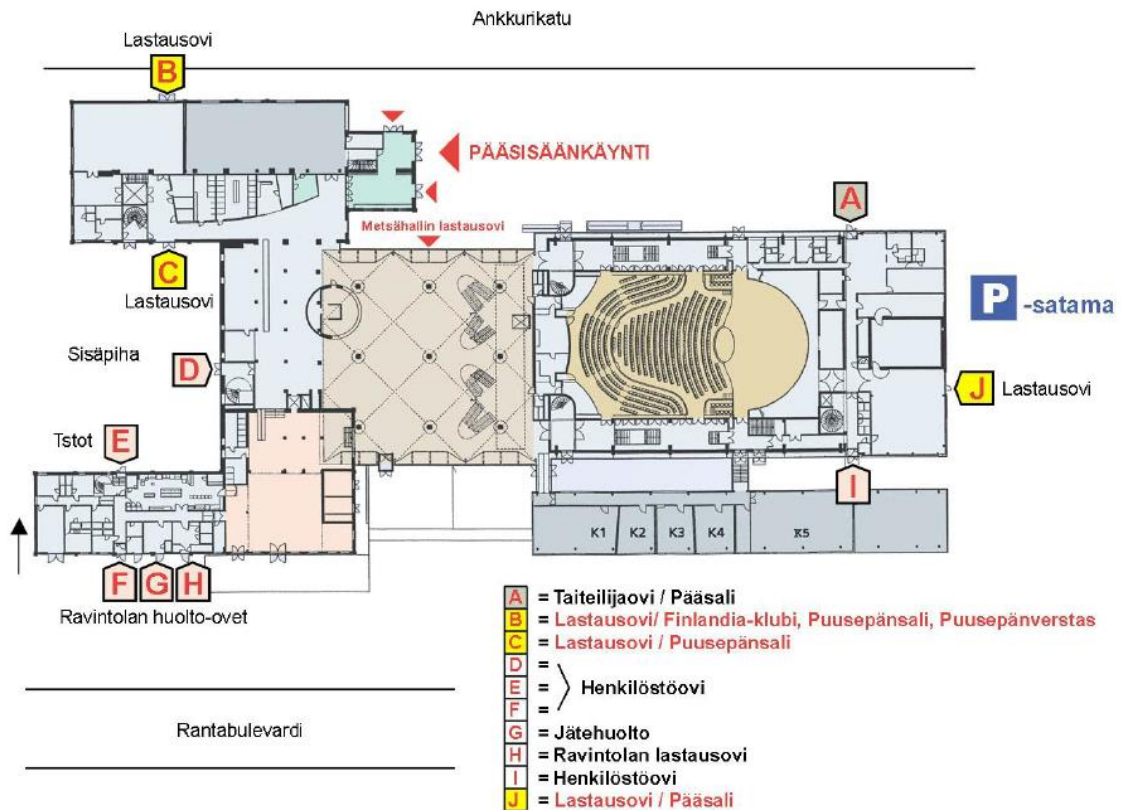 Ankkurikatu
Lastausovi
B
PÄÄSISÄÄNKÄYNTI
A
Metsähallin lastausovi
C
Lastausovi
P -satama
Sisäpiha
D
J Lastausovi
Tstot
E
I
K1 K2 K3 K4 K5
F G H
Ravintolan huolto-ovet
A = Taiteilijaovi / Pääsali
B = Lastausovi/ Finlandia-klubi, Puusepänsali, Puusepänverstas
C = Lastausovi / Puusepänsali
D =
E = Henkilöstöovi
F =
G = Jätehuolto
H = Ravintolan lastausovi
I = Henkilöstöovi
J = Lastausovi / Pääsali
Rantabulevardi